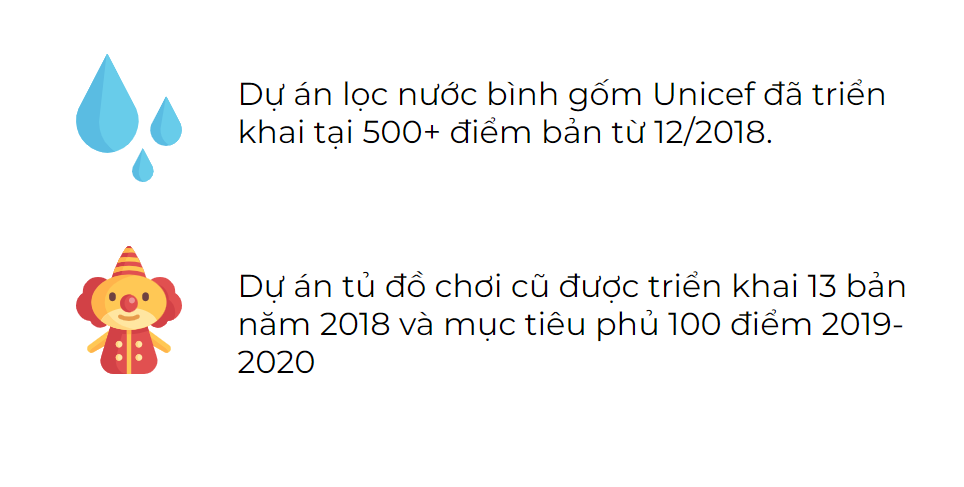 Dự án lọc nước bình gốm Unicef đã triển
khai tại 500+ điểm bản từ 12/2018.
Dự án tủ đồ chơi cũ được triển khai 13 bản
năm 2018 và mục tiêu phủ 100 điểm 2019-
2020